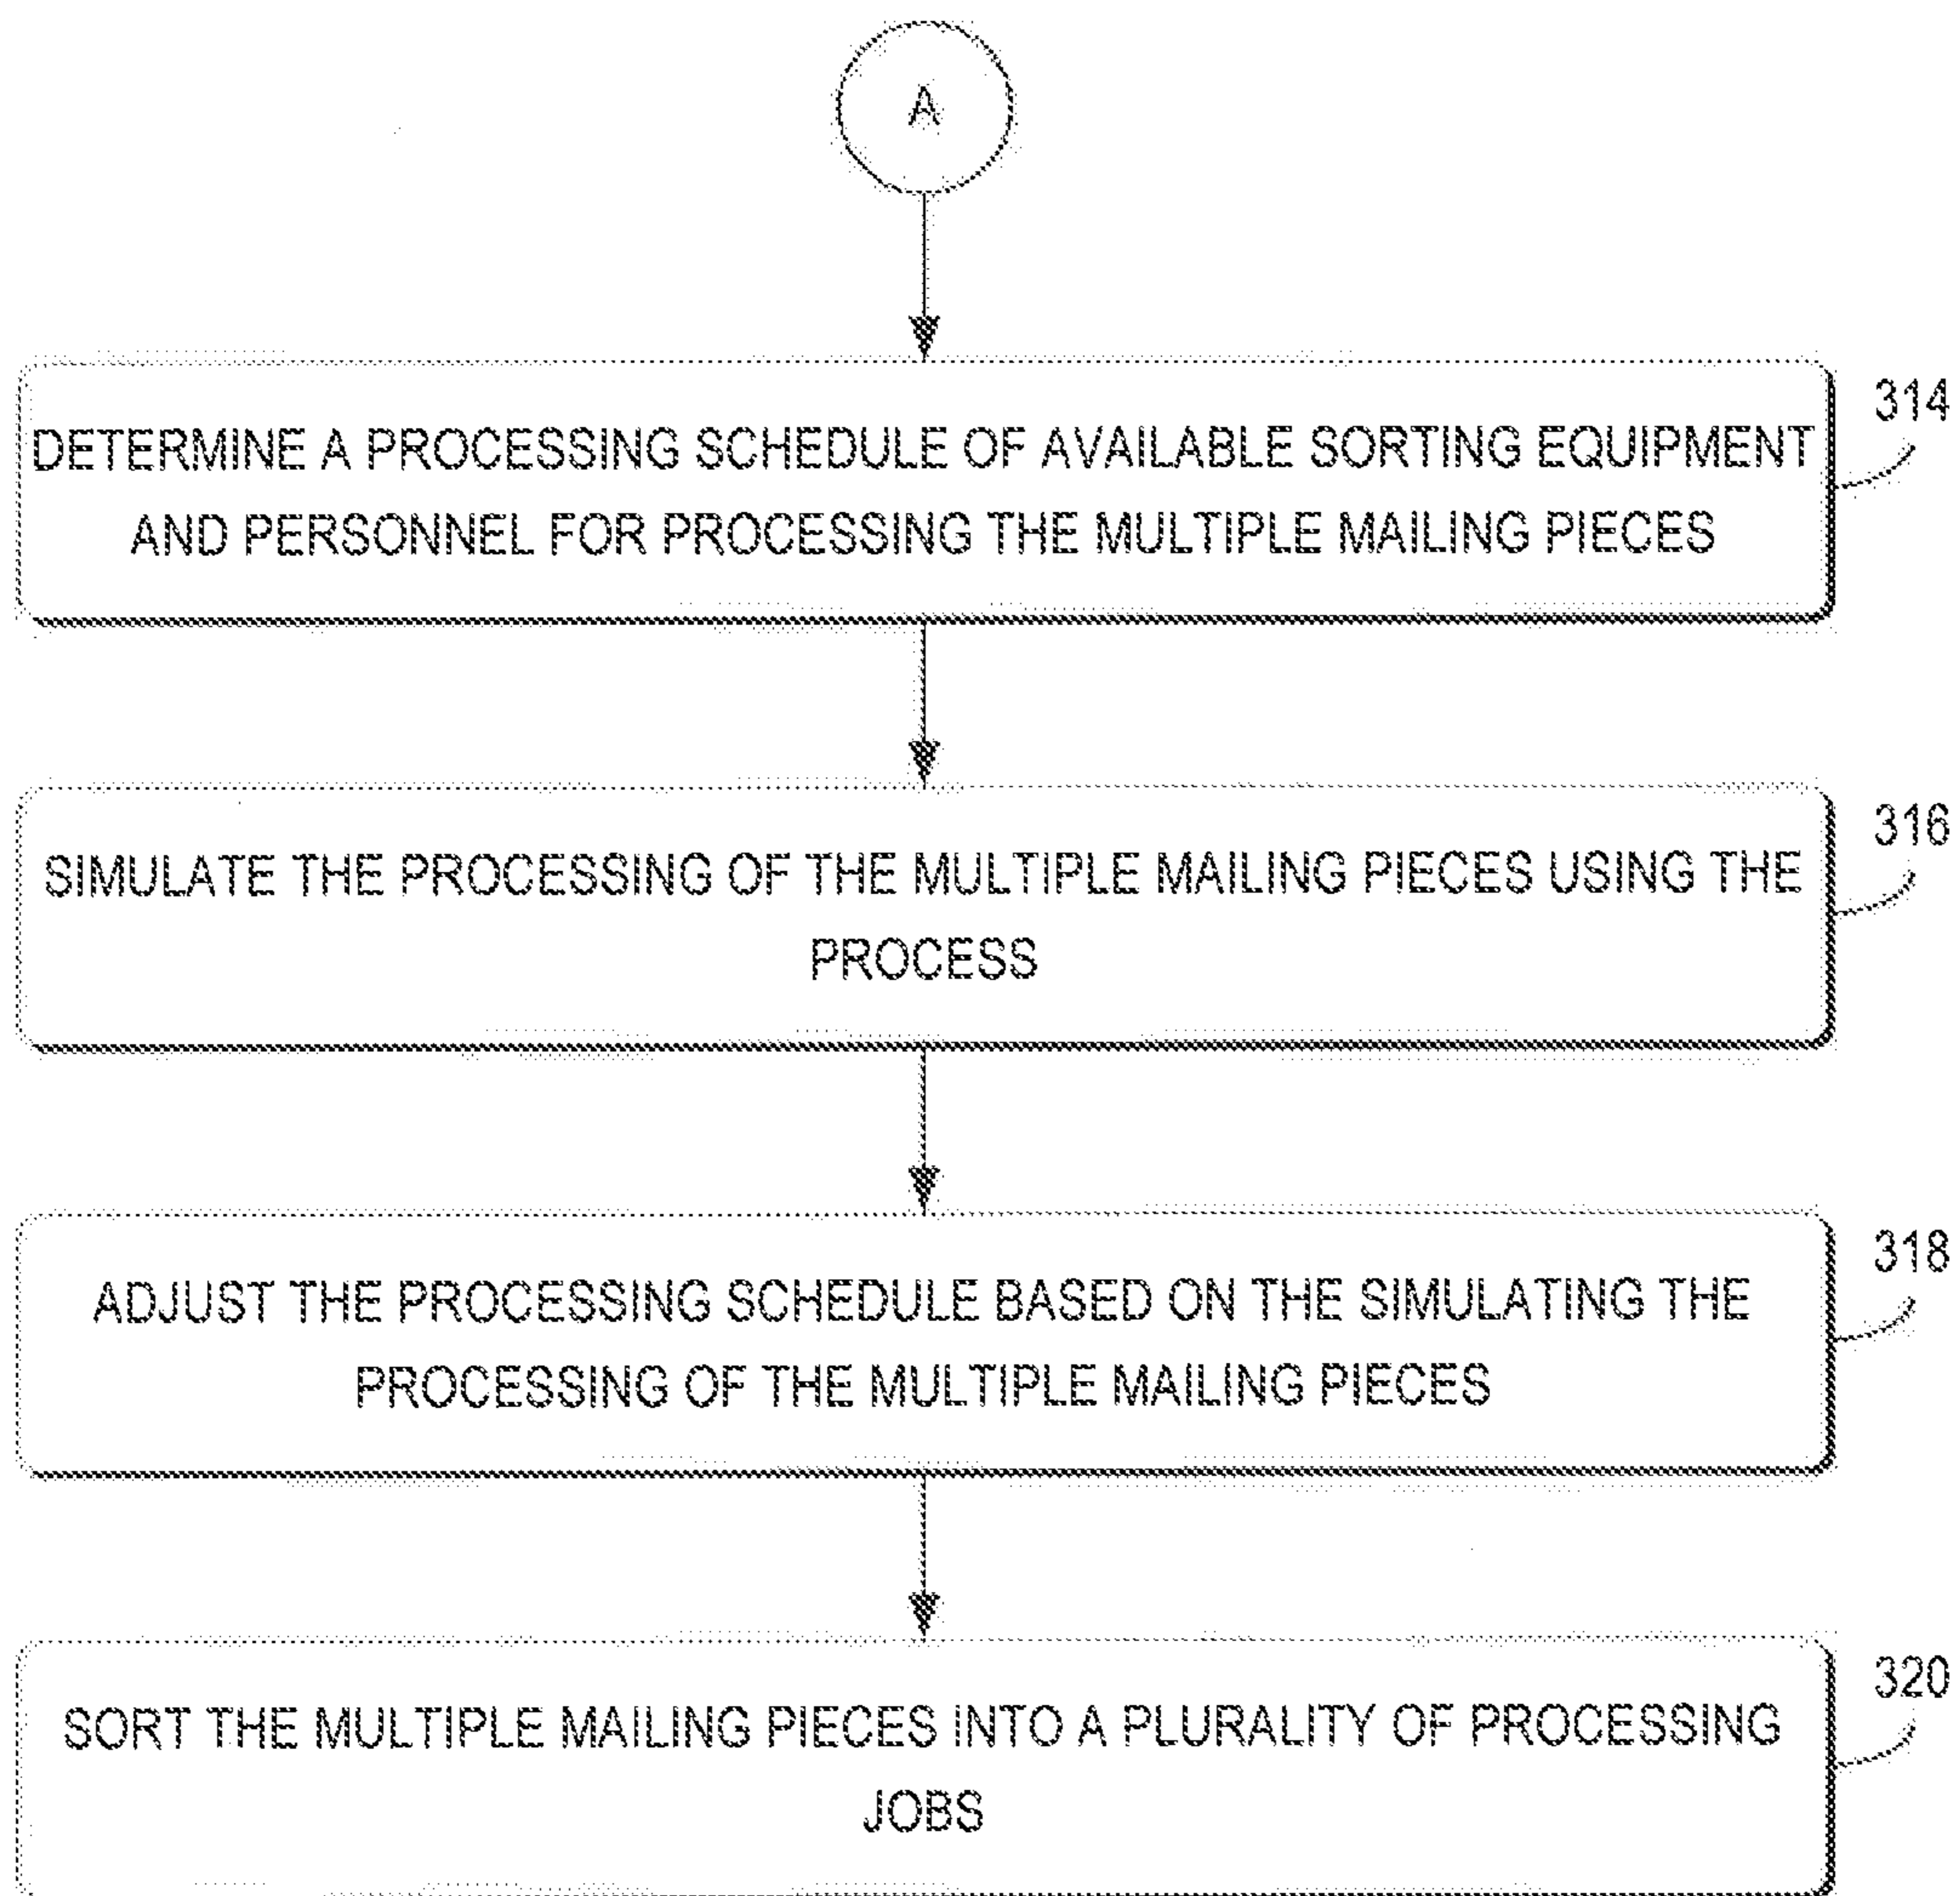 A
314
DETERMINE A PROCESSING SCHEDULE OF AVAILABLE SORTING EQUIPMENT
AND PERSONNEL FOR PROCESSING THE MULTIPLE MAILING PIECES
316
SIMULATE THE PROCESSING OF THE MULTIPLE MAILING PIECES USING THE
PROCESS
318
ADJUST THE PROCESSING SCHEDULE BASED ON THE SIMULATING THE
PROCESSING OF THE MULTIPLE MAILING PIECES
320
SORT THE MULTIPLE MAILING PIECES INTO A PLURALITY OF PROCESSING
JOBS